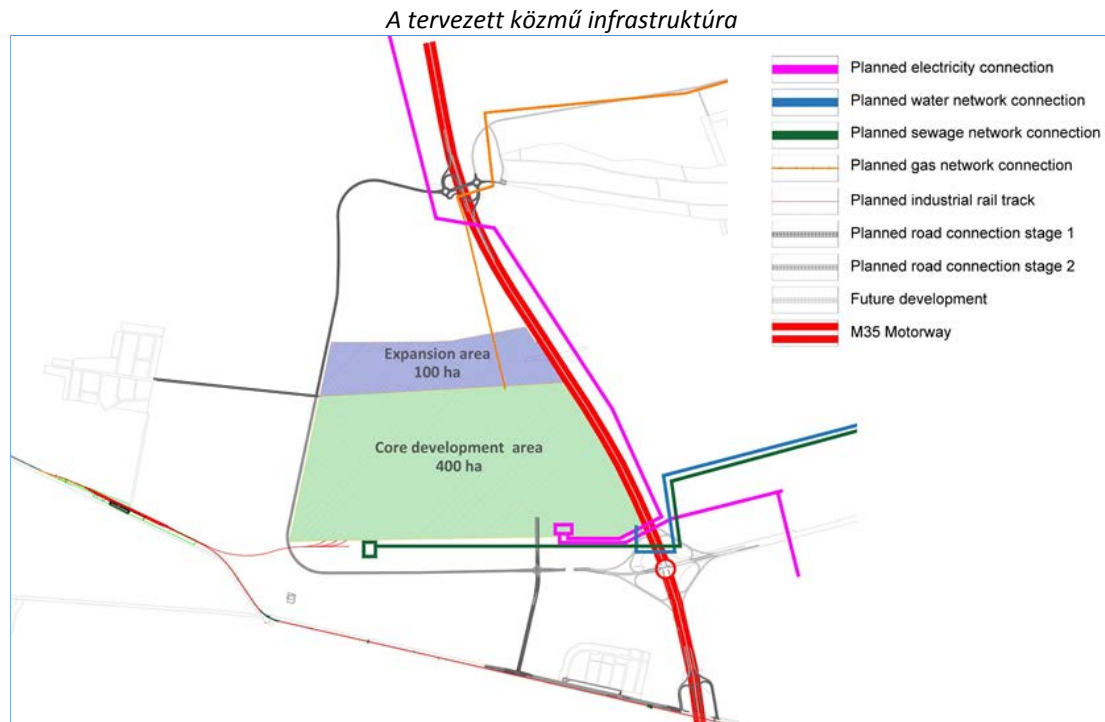 A tervezett közmű infrastruktúra
Planned electricity connection
Planned water network connection
Planned sewage network connection
Planned gas network connection
Planned industrial rail track
Planned road connection stage 1
Planned road connection stage 2
Future development
M35 Motorway
Expansion area
100 ha
Core development area
400 ha